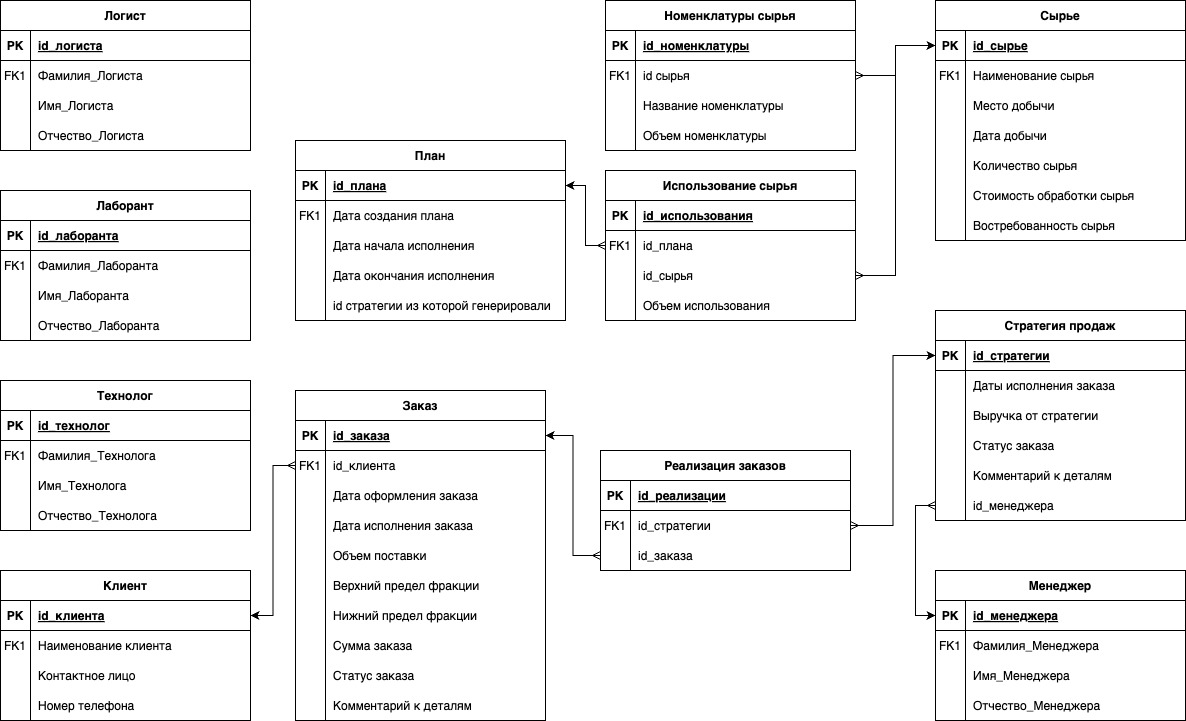 Логист
PK id_логиста
FK1 Фамилия_Логиста
Имя_Логиста
Отчество_Логиста
Лаборант
PK id_лаборанта
FK1 Фамилия_Лаборанта
Имя_Лаборанта
Отчество_Лаборанта
Технолог
PK id_технолог
FK1 Фамилия_Технолога
Имя_Технолога
Отчество_Технолога
Клиент
PK id_клиента
FK1 Наименование клиента
Контактное лицо
Номер телефона
План
PK id_плана
FK1 Дата создания плана
Дата начала исполнения
Дата окончания исполнения
id стратегии из которой генерировали
Заказ
PK id_заказа
FK1 id_клиента
Дата оформления заказа
Дата исполнения заказа
Объем поставки
Верхний предел фракции
Нижний предел фракции
Сумма заказа
Статус заказа
Комментарий к деталям
Номенклатуры сырья
PK id_номенклатуры
FK1 id сырья
Название номенклатуры
Объем номенклатуры
Использование сырья
PK id_использования
FK1 id_плана
id_сырья
Объем использования
Реализация заказов
PK id_реализации
FK1 id_стратегии
id_заказа
Сырье
PK id_сырье
FK1 Наименование сырья
Место добычи
Дата добычи
Количество сырья
Стоимость обработки сырья
Востребованность сырья
Стратегия продаж
PK id_стратегии
Даты исполнения заказа
Выручка от стратегии
Статус заказа
Комментарий к деталям
id_менеджера
Менеджер
PK id_менеджера
FK1 Фамилия_Менеджера
Имя_Менеджера
Отчество_Менеджера